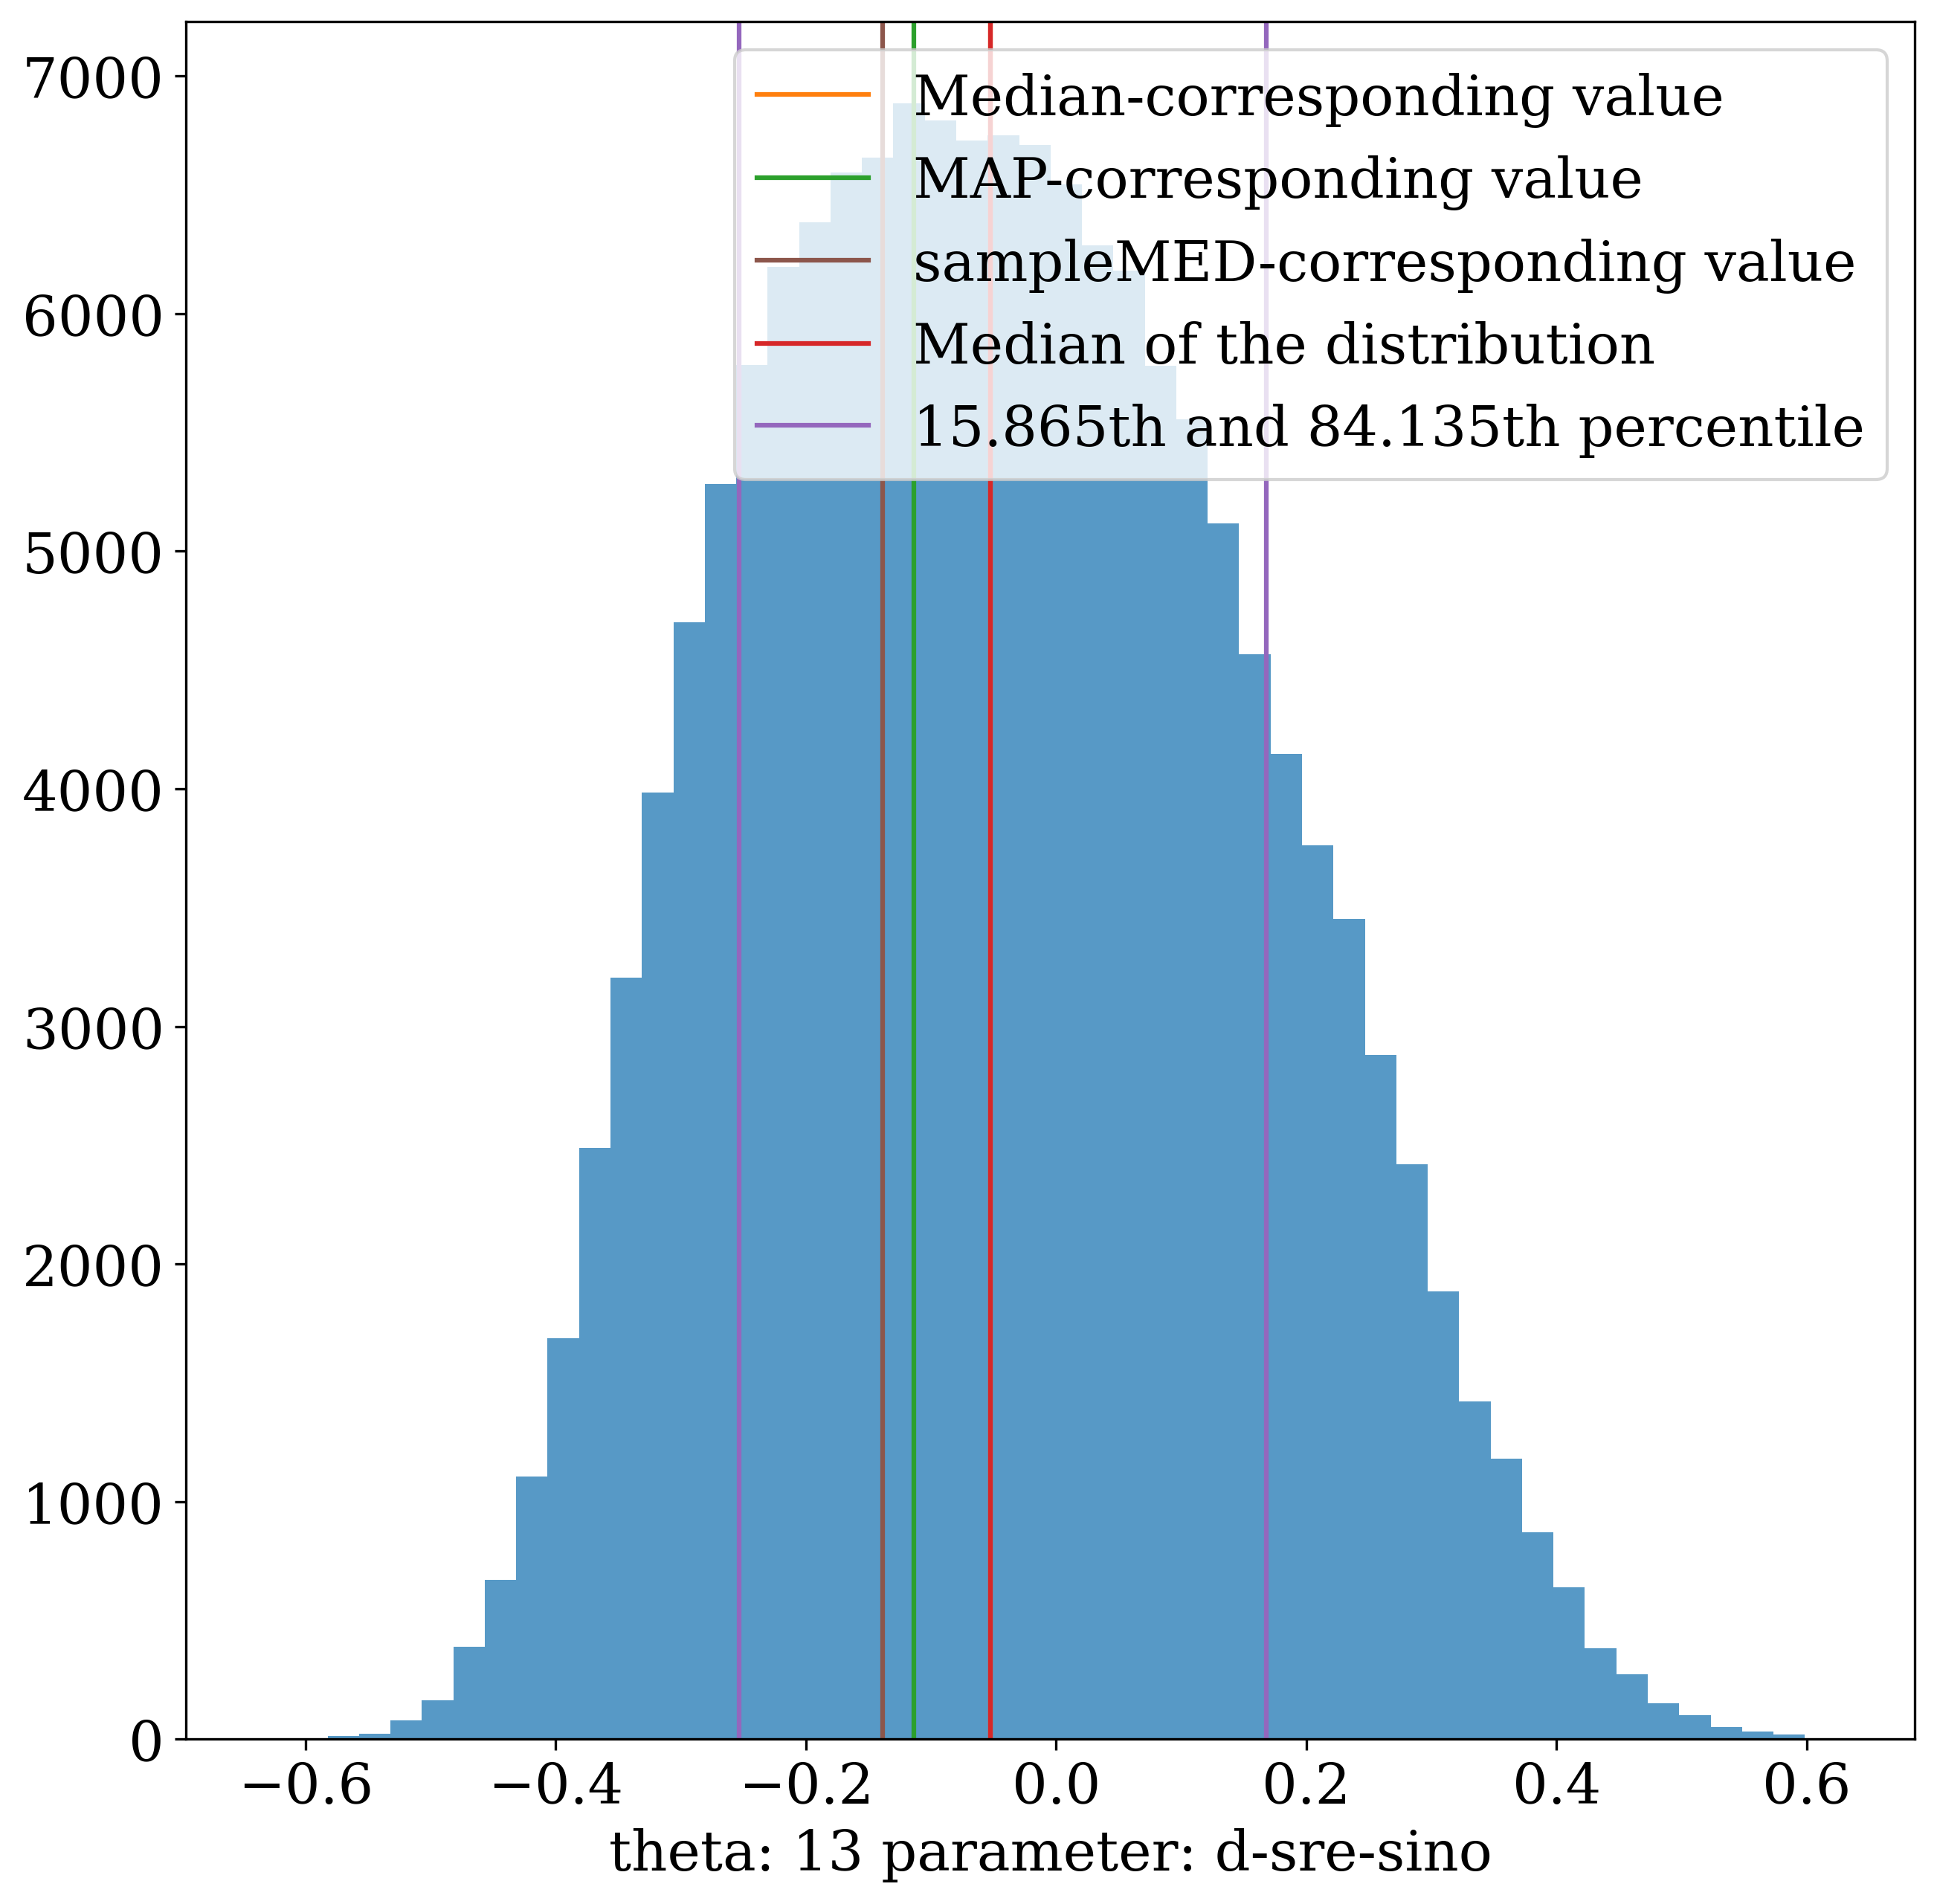 7000
6000
5000
4000
3000
2000
1000
0
Median-corresponding value
MAP-corresponding value
sampleMED-corresponding value
Median of the distribution
15.865th and 84.135th percentile
−0.6 −0.4 −0.2 0.0 0.2 0.4 0.6
theta: 13 parameter: d-sre-sino